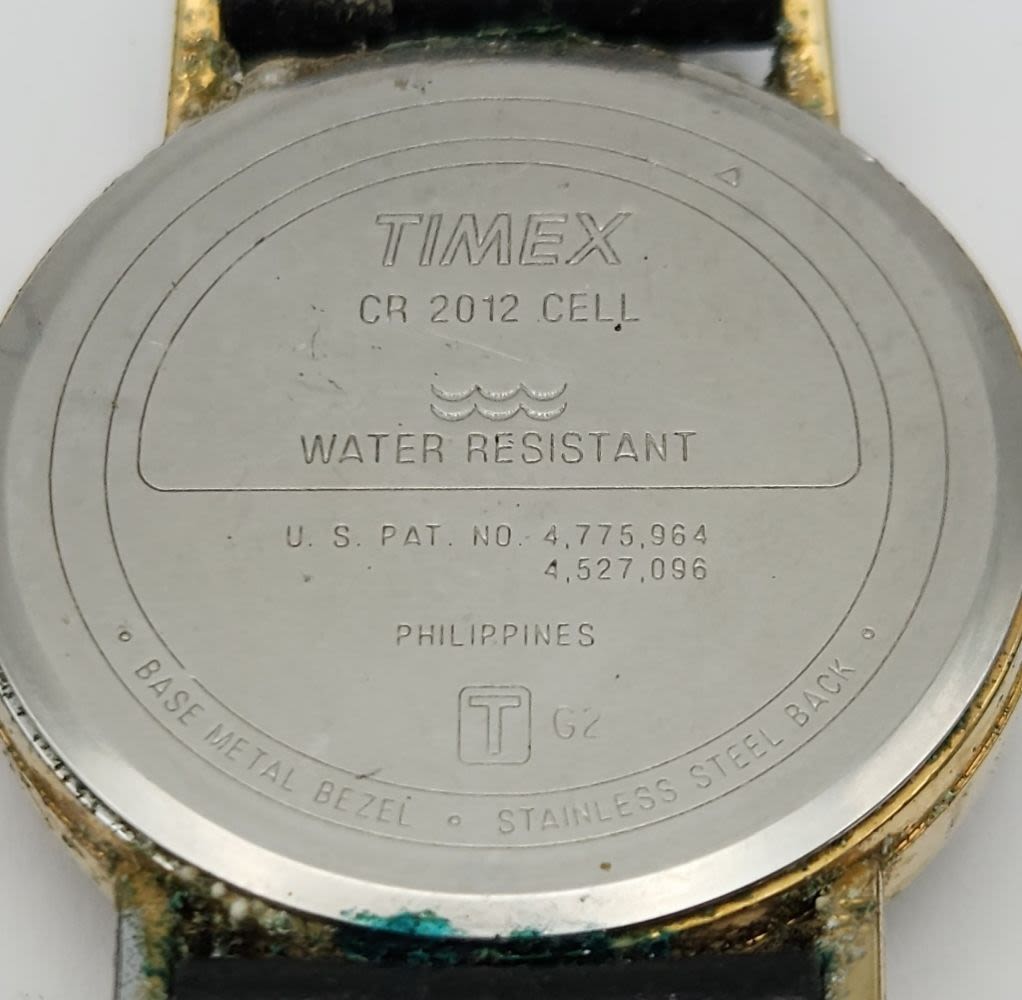 TIMEX
CR 2012 CELL
WATER RESISTANT
U. S. PAT. NO. 4,775,964
4,527,096
PHILIPPINES
T G2
BASE METAL BEZEL • STAINLESS STEEL BACK